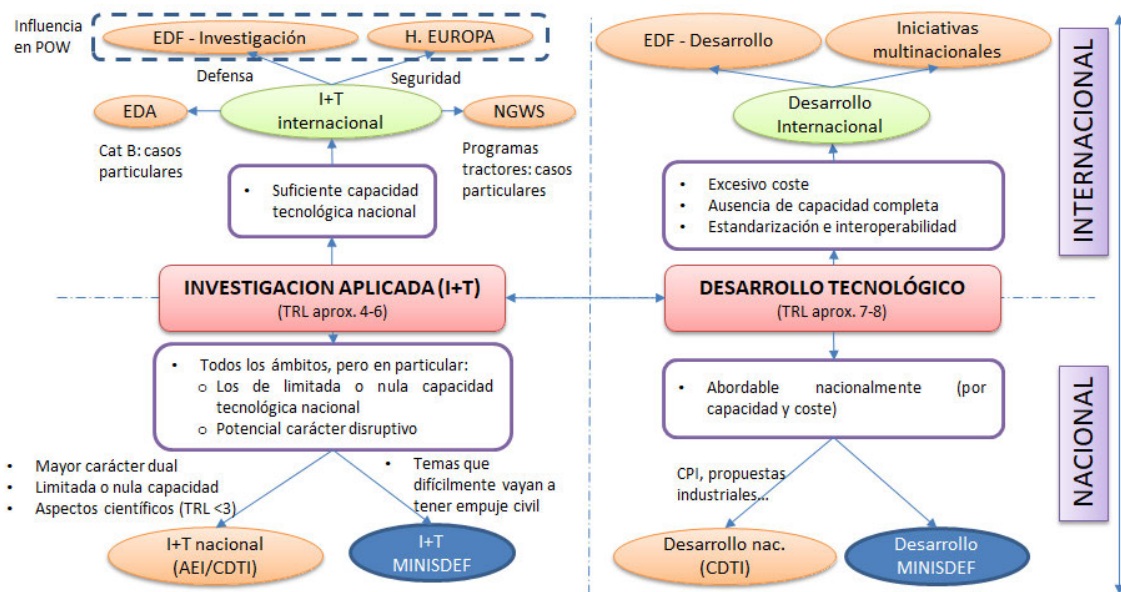 Influencia
en POW
EDF - Investigación
H. EUROPA
Defensa
Seguridad
EDA
I+T
internacional
NGWS
Cat B: casos
particulares
Programas
tractores: casos
particulares
• Suficiente capacidad
tecnológica nacional
INVESTIGACION APLICADA (I+T)
(TRL aprox. 4-6)
• Todos los ámbitos, pero en particular:
o Los de limitada o nula capacidad
tecnológica nacional
o Potencial carácter disruptivo
• Mayor carácter dual
• Limitada o nula capacidad
• Aspectos científicos (TRL <3)
• Temas que
difícilmente vayan a
tener empuje civil
I+T nacional
(AEI/CDTI)
I+T
MINISDEF
EDF - Desarrollo
Iniciativas
multinacionales
Desarrollo
Internacional
• Excesivo coste
• Ausencia de capacidad completa
• Estandarización e interoperabilidad
DESARROLLO TECNOLÓGICO
(TRL aprox. 7-8)
• Abordable nacionalmente (por
capacidad y coste)
CPI, propuestas
industriales...
Desarrollo nac.
(CDTI)
Desarrollo
MINISDEF
INTERNACIONAL
NACIONAL